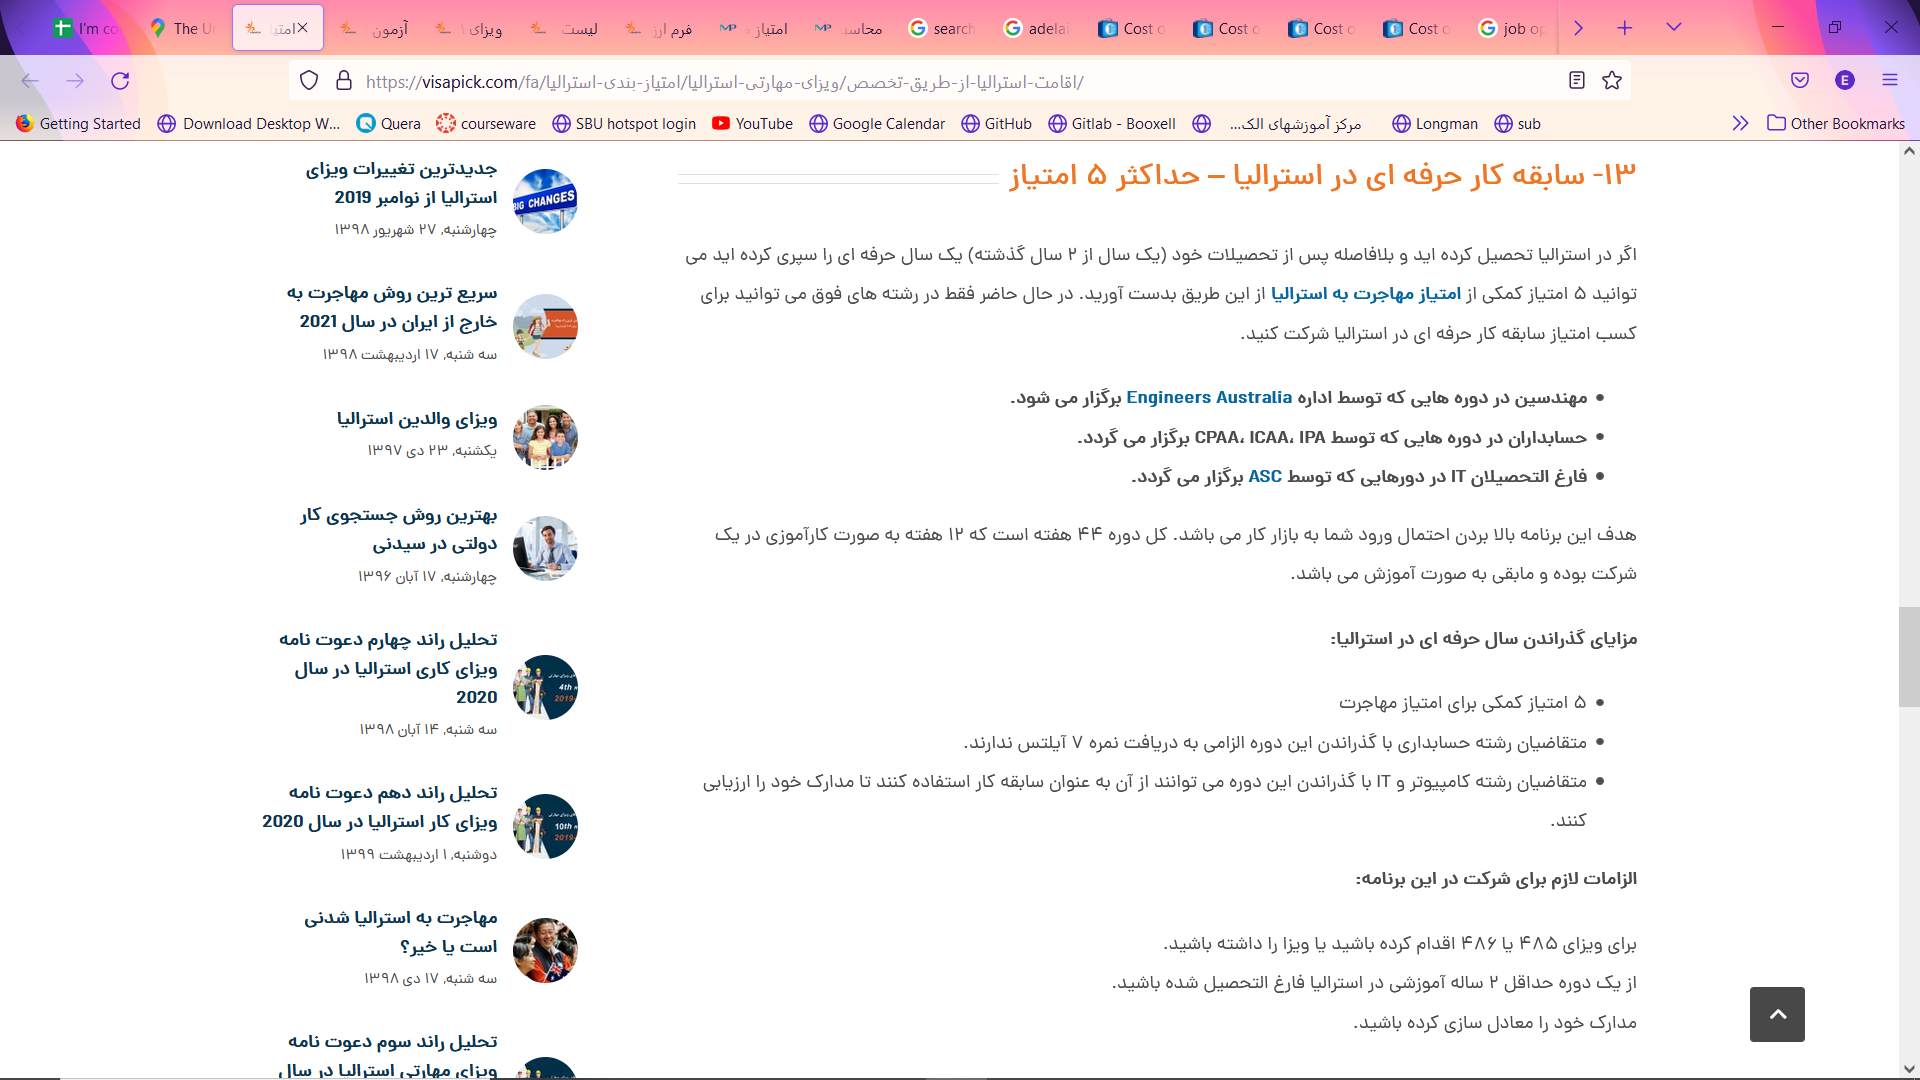 I'm co
The Ur
امتیا
آزمون
ویزای
لیست
فرم ارز
امتیاز
محاسب
search
adelai
Cost o
Cost o
Cost o
Cost o
job op
https://visapick.com/fa/اقامت-استرالیا-از-طریق-تخصص/ویزای-مهارتی-استرالیا/امتیاز-بندی-استرالیا/
E
Getting Started
Download Desktop W...
Quera
courseware
SBU hotspot login
YouTube
Google Calendar
GitHub
Gitlab - Booxell
مرکز آموزشهای الک...
Longman
sub
Other Bookmarks
۱۳- سابقه کار حرفه ای در استرالیا – حداکثر ۵ امتیاز
اگر در استرالیا تحصیل کرده اید و بلافاصله پس از تحصیلات خود (یک سال از ۲ سال گذشته) یک سال حرفه ای را سپری کرده اید می
توانید ۵ امتیاز کمکی از امتیاز مهاجرت به استرالیا از این طریق بدست آورید. در حال حاضر فقط در رشته های فوق می توانید برای
کسب امتیاز سابقه کار حرفه ای در استرالیا شرکت کنید.
• مهندسین در دوره هایی که توسط اداره Engineers Australia برگزار می شود.
• حسابداران در دوره هایی که توسط CPAA، ICAA، IPA برگزار می گردد.
• فارغ التحصیلان IT در دورهایی که توسط ASC برگزار می گردد.
هدف این برنامه بالا بردن احتمال ورود شما به بازار کار می باشد. کل دوره ۴۴ هفته است که ۱۲ هفته به صورت کارآموزی در یک
شرکت بوده و مابقی به صورت آموزش می باشد.
مزایای گذراندن سال حرفه ای در استرالیا:
• ۵ امتیاز کمکی برای امتیاز مهاجرت
• متقاضیان رشته حسابداری با گذراندن این دوره الزامی به دریافت نمره ۷ آیلتس ندارند.
• متقاضیان رشته کامپیوتر و IT با گذراندن این دوره می توانند از آن به عنوان سابقه کار استفاده کنند تا مدارک خود را ارزیابی
کنند.
الزامات لازم برای شرکت در این برنامه:
برای ویزای ۴۸۵ یا ۴۸۶ اقدام کرده باشید یا ویزا را داشته باشید.
از یک دوره حداقل ۲ ساله آموزشی در استرالیا فارغ التحصیل شده باشید.
مدارک خود را معادل سازی کرده باشید.
BIG CHANGES
جدیدترین تغییرات ویزای
استرالیا از نوامبر 2019
چهارشنبه, ۲۷ شهریور ۱۳۹۸
سریع ترین روش مهاجرت به
خارج از ایران در سال 2021
سه شنبه, ۱۷ اردیبهشت ۱۳۹۸
ویزای والدین استرالیا
یکشنبه, ۲۳ دی ۱۳۹۷
بهترین روش جستجوی کار
دولتی در سیدنی
چهارشنبه, ۱۷ آبان ۱۳۹۶
4th
2019
تحلیل راند چهارم دعوت نامه
ویزای کاری استرالیا در سال
2020
سه شنبه, ۱۴ آبان ۱۳۹۸
10th
2019
تحلیل راند دهم دعوت نامه
ویزای کار استرالیا در سال 2020
دوشنبه, ۱ اردیبهشت ۱۳۹۹
مهاجرت به استرالیا شدنی
است یا خیر؟
سه شنبه, ۱۷ دی ۱۳۹۸
تحلیل راند سوم دعوت نامه
ویزای مهارتی استرالیا در سال